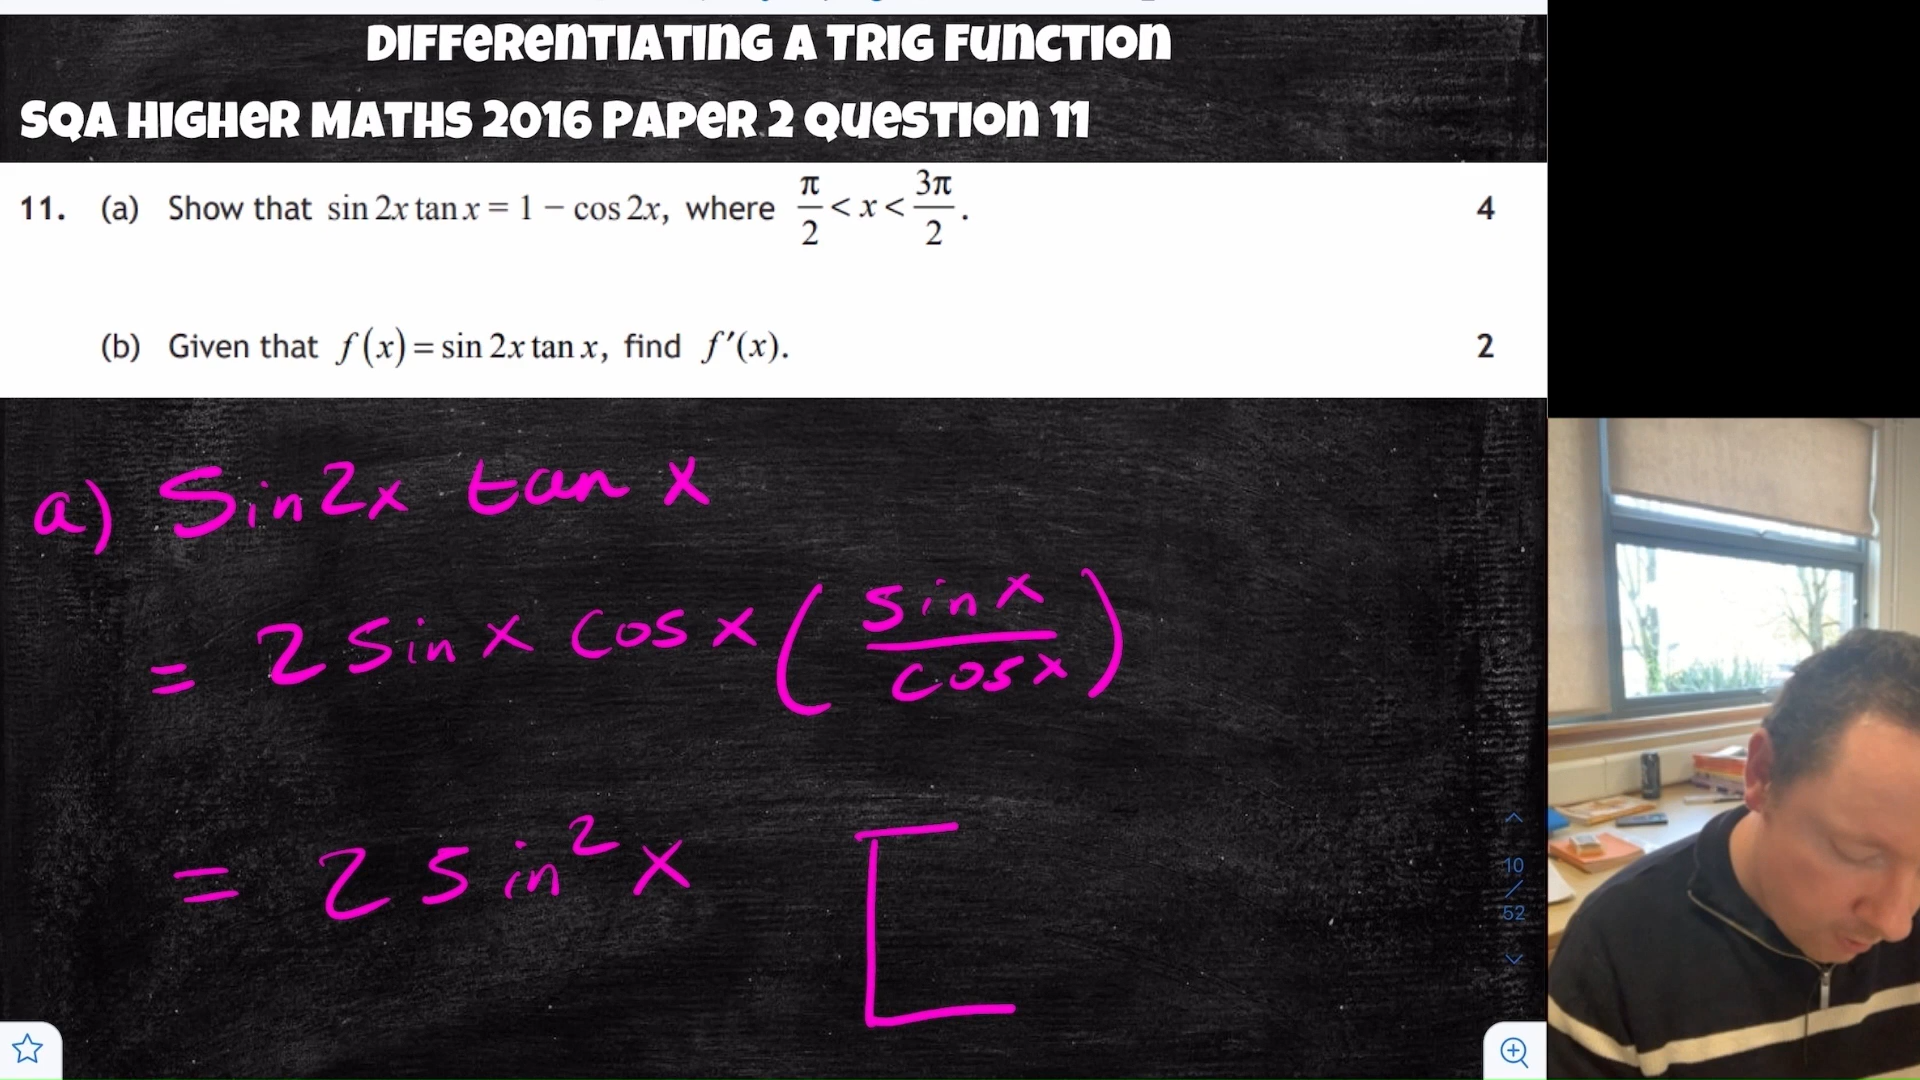 DIFFERENTIATING A TRIG FUNCTION
SQA HIGHER MATHS 2016 PAPER 2 QUESTION 11
11. (a) Show that sin 2x tan x = 1 − cos 2x, where π/2 < x < 3π/2. 4
(b) Given that f(x) = sin 2x tan x, find f′(x). 2
a) Sin2x tan x
= 2 Sin x Cos x (sin x / cos x)
= 2 Sin² x [
10
/
52